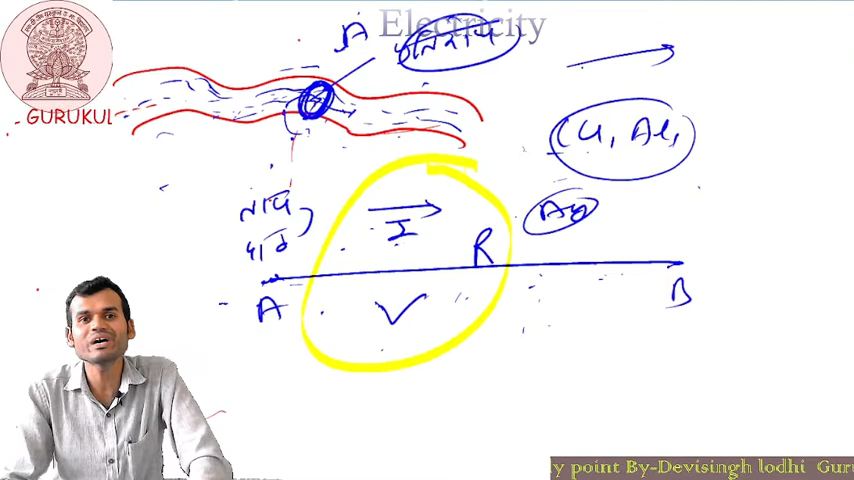 Electricity
A
GURUKUL
Cu, Al,
Ag
I
R
A
V
B
y point By-Devisingh lodhi Guru